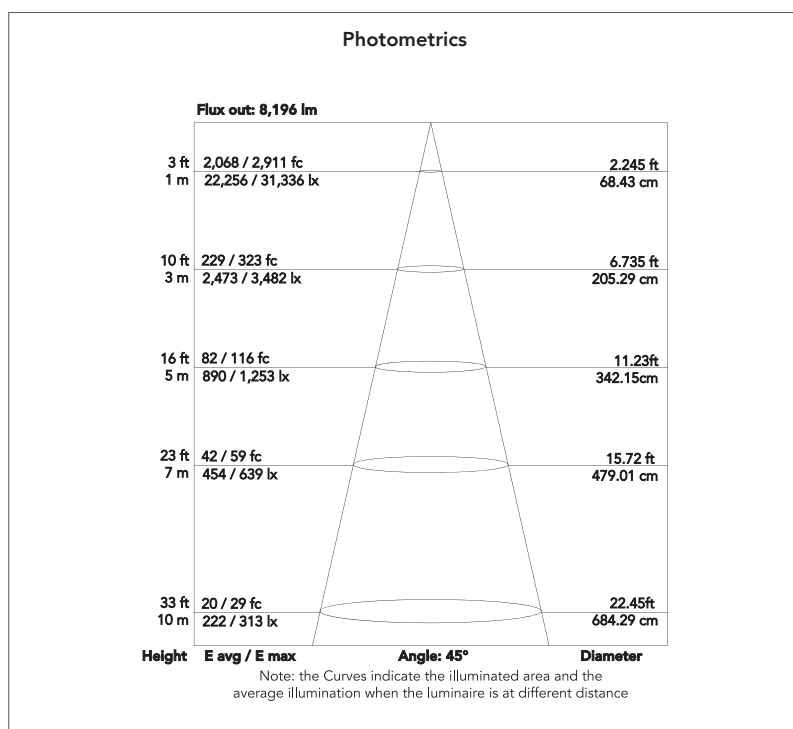 Photometrics
Flux out: 8,196 lm
3 ft 2,068 / 2,911 fc 2.245 ft
1 m 22,256 / 31,336 lx 68.43 cm
10 ft 229 / 323 fc 6.735 ft
3 m 2,473 / 3,482 lx 205.29 cm
16 ft 82 / 116 fc 11.23ft
5 m 890 / 1,253 lx 342.15cm
23 ft 42 / 59 fc 15.72 ft
7 m 454 / 639 lx 479.01 cm
33 ft 20 / 29 fc 22.45ft
10 m 222 / 313 lx 684.29 cm
Height E avg / E max Angle: 45° Diameter
Note: the Curves indicate the illuminated area and the
average illumination when the luminaire is at different distance